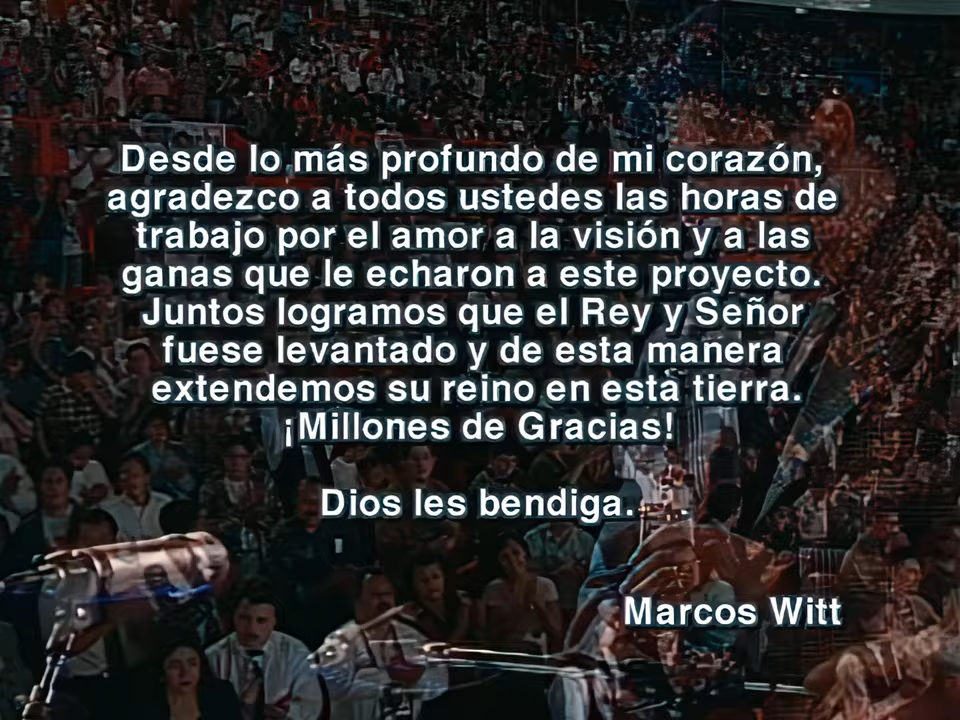 Desde lo más profundo de mi corazón,
agradezco a todos ustedes las horas de
trabajo por el amor a la visión y a las
ganas que le echaron a este proyecto.
Juntos logramos que el Rey y Señor
fuese levantado y de esta manera
extendemos su reino en esta tierra.
¡Millones de Gracias!
Dios les bendiga.
Marcos Witt